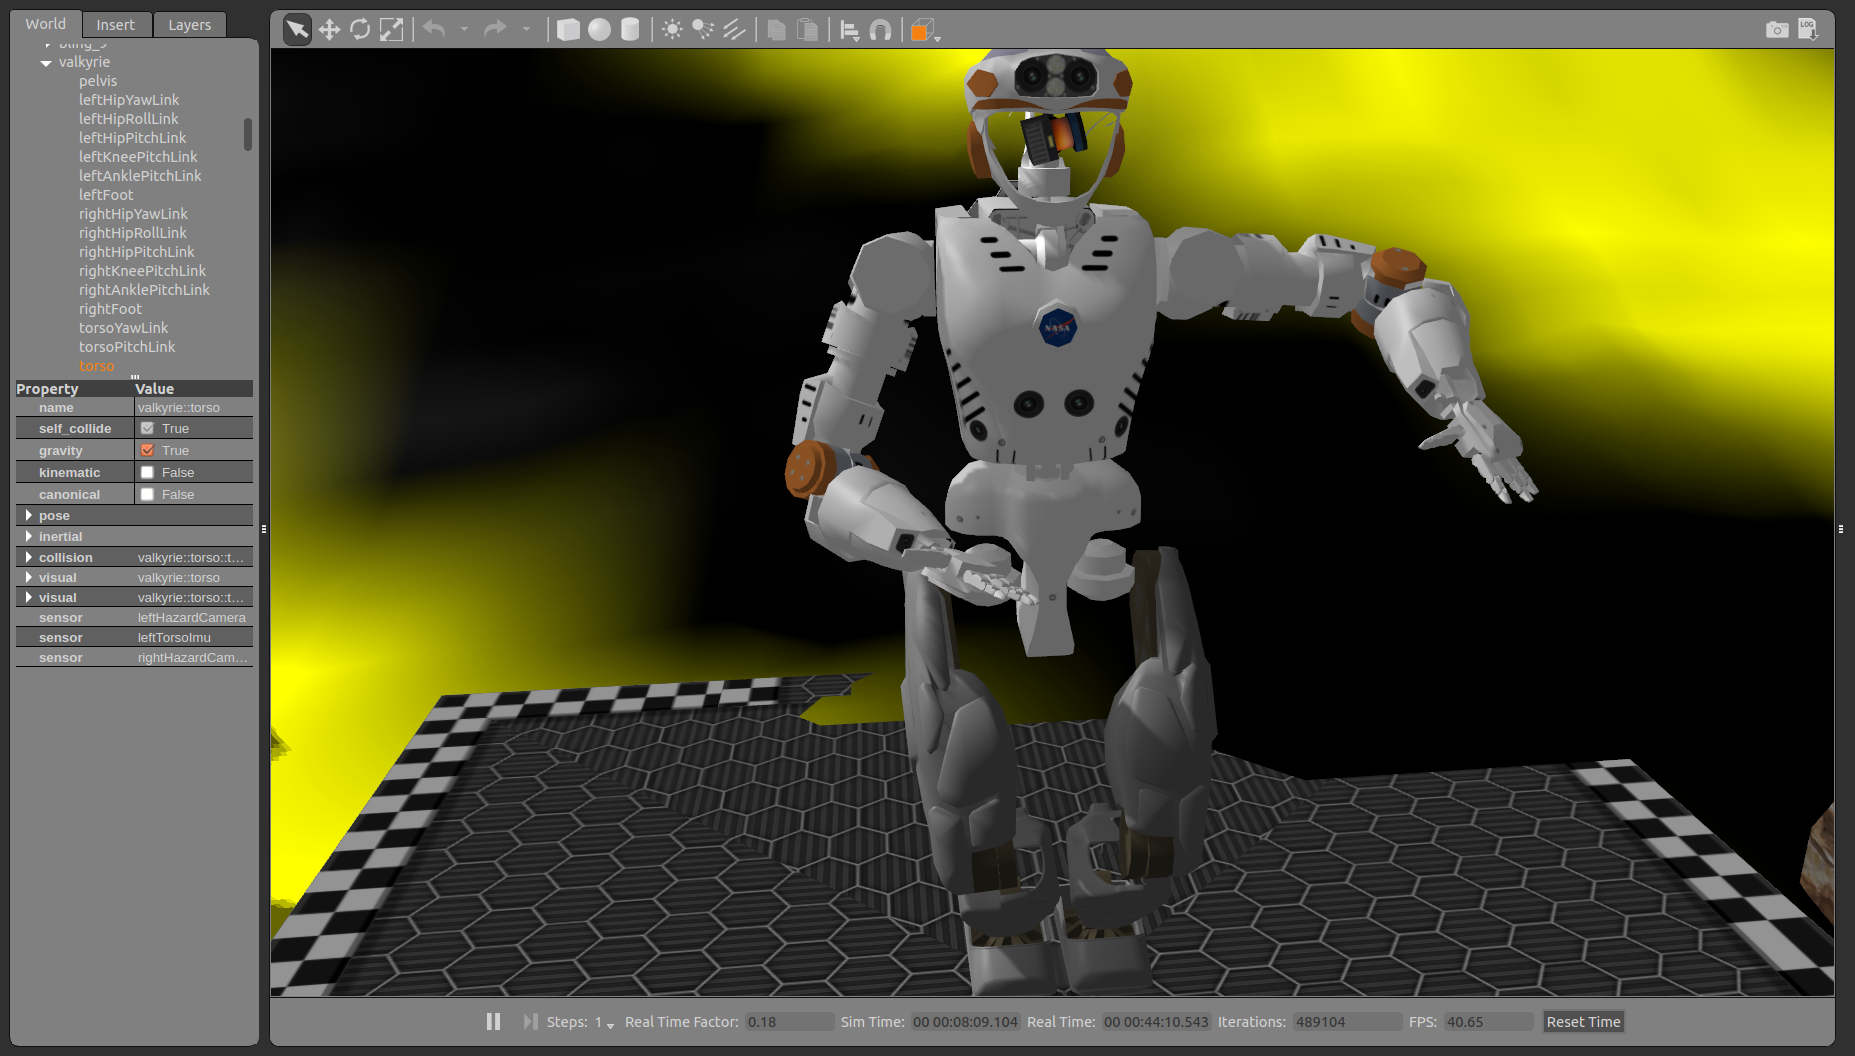 World
Insert
Layers
valkyrie
pelvis
leftHipYawLink
leftHipRollLink
leftHipPitchLink
leftKneePitchLink
leftAnklePitchLink
leftFoot
rightHipYawLink
rightHipRollLink
rightHipPitchLink
rightKneePitchLink
rightAnklePitchLink
rightFoot
torsoYawLink
torsoPitchLink
torso
Property Value
name valkyrie::torso
self_collide True
gravity True
kinematic False
canonical False
pose
inertial
collision valkyrie::torso::t...
visual valkyrie::torso
visual valkyrie::torso::t...
sensor leftHazardCamera
sensor leftTorsoImu
sensor rightHazardCam...
LOG
NASA
Steps: 1 Real Time Factor: 0.18 Sim Time: 00 00:08:09.104 Real Time: 00 00:44:10.543 Iterations: 489104 FPS: 40.65 Reset Time